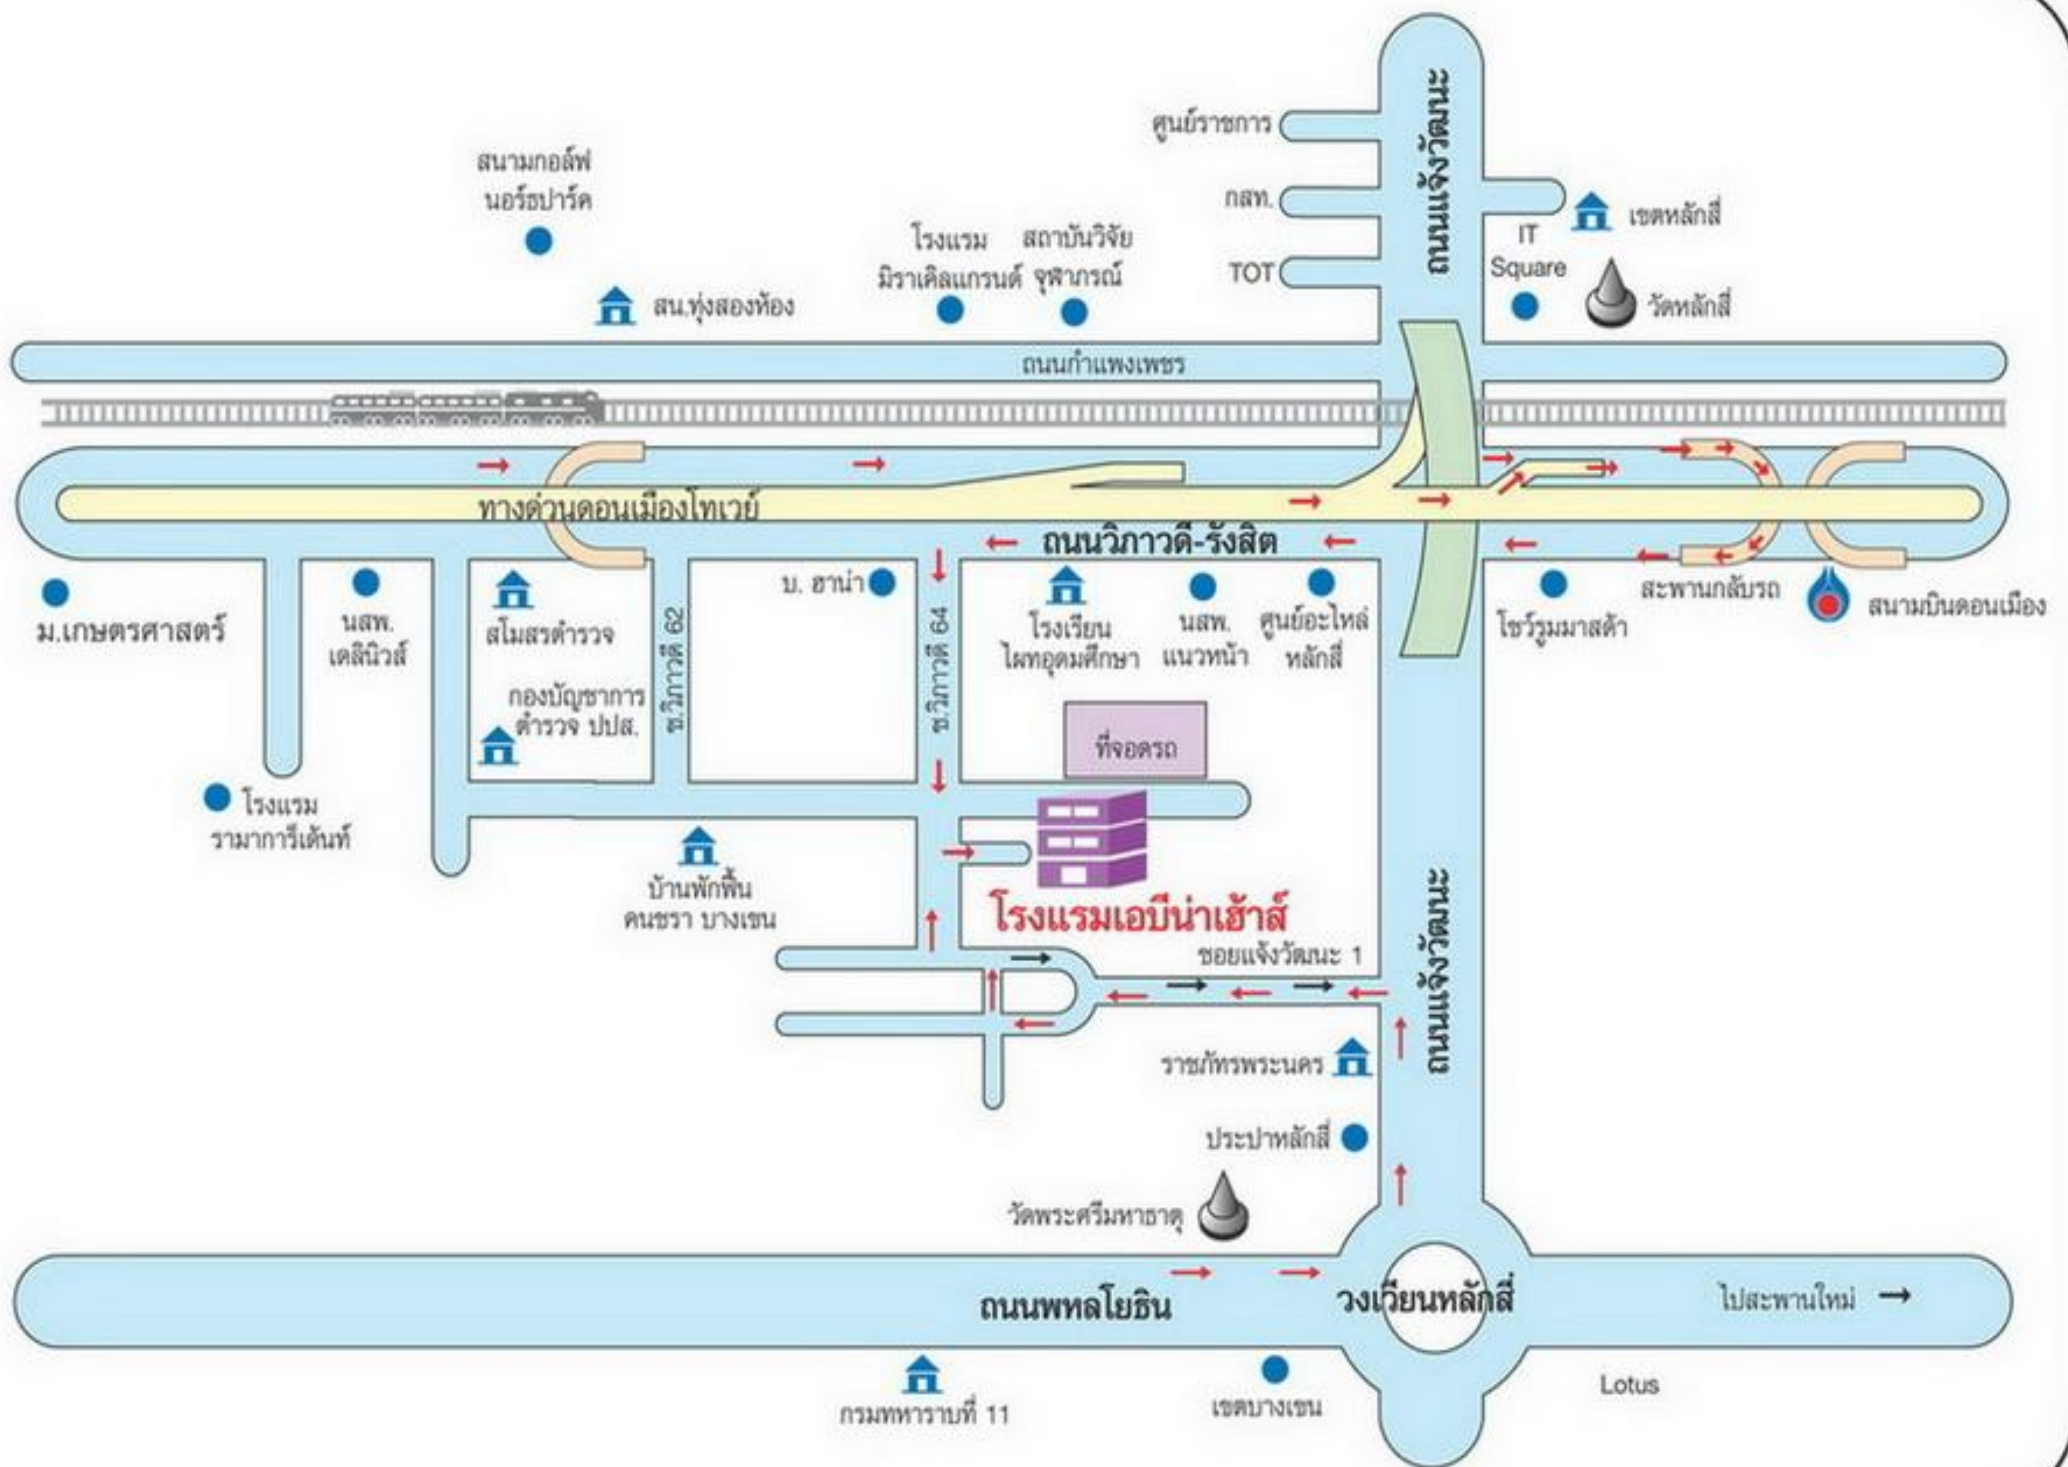 ถนนแจ้งวัฒนะ
ศูนย์ราชการ
กสท.
TOT
สนามกอล์ฟ
นอร์ธปาร์ค
สน.ทุ่งสองห้อง
โรงแรม
มิราเคิลแกรนด์
สถาบันวิจัย
จุฬาภรณ์
IT
Square
เขตหลักสี่
วัดหลักสี่
ถนนกำแพงเพชร
ทางด่วนดอนเมืองโทเวย์
ถนนวิภาวดี-รังสิต
ม.เกษตรศาสตร์
นสพ.
เดลินิวส์
สโมสรตำรวจ
กองบัญชาการ
ตำรวจ ปปส.
ซ.วิภาวดี 62
บ. ฮาน่า
ซ.วิภาวดี 64
โรงเรียน
ไผทอุดมศึกษา
นสพ.
แนวหน้า
ศูนย์อะไหล่
หลักสี่
โชว์รูมมาสด้า
สะพานกลับรถ
สนามบินดอนเมือง
ที่จอดรถ
โรงแรม
รามาการ์เด้นท์
บ้านพักฟื้น
คนชรา บางเขน
โรงแรมเอบีน่าเฮ้าส์
ซอยแจ้งวัฒนะ 1
ถนนแจ้งวัฒนะ
ราชภัทรพระนคร
ประปาหลักสี่
วัดพระศรีมหาธาตุ
ถนนพหลโยธิน
วงเวียนหลักสี่
ไปสะพานใหม่
กรมทหาราบที่ 11
เขตบางเขน
Lotus